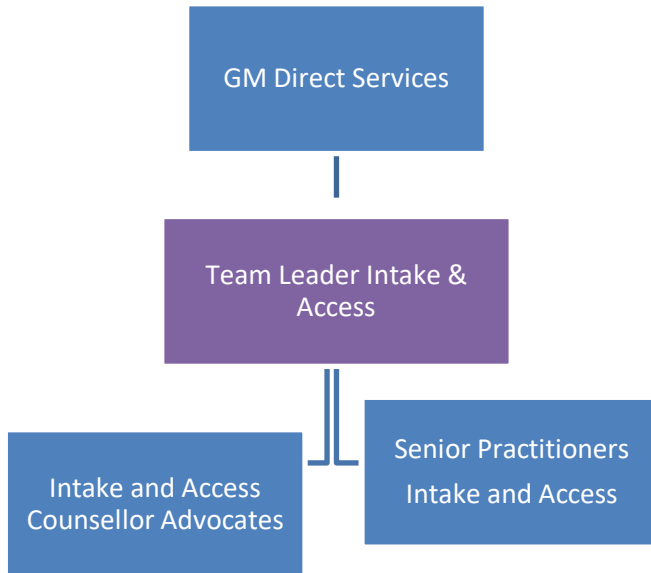 GM Direct Services
Team Leader Intake &
Access
Intake and Access
Counsellor Advocates
Senior Practitioners
Intake and Access